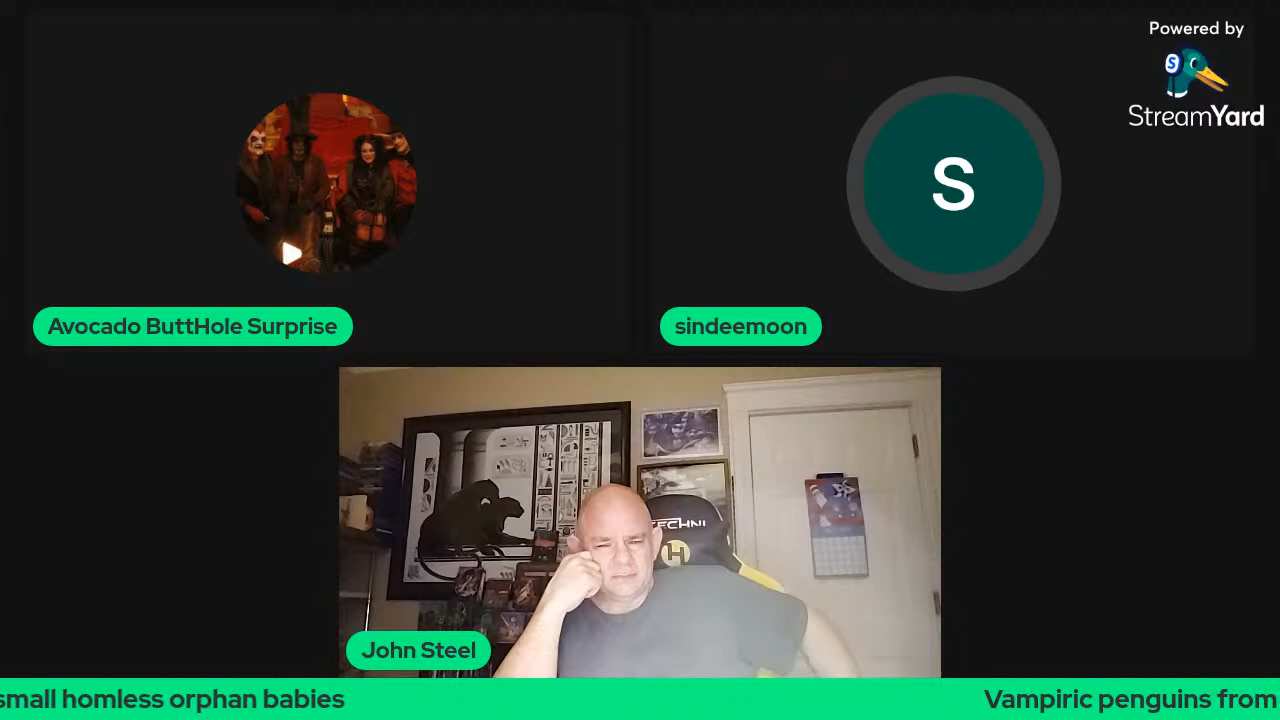 Powered by
S
StreamYard
S
Avocado ButtHole Surprise
sindeemoon
TECHNI
H
John Steel
small homless orphan babies
Vampiric penguins from